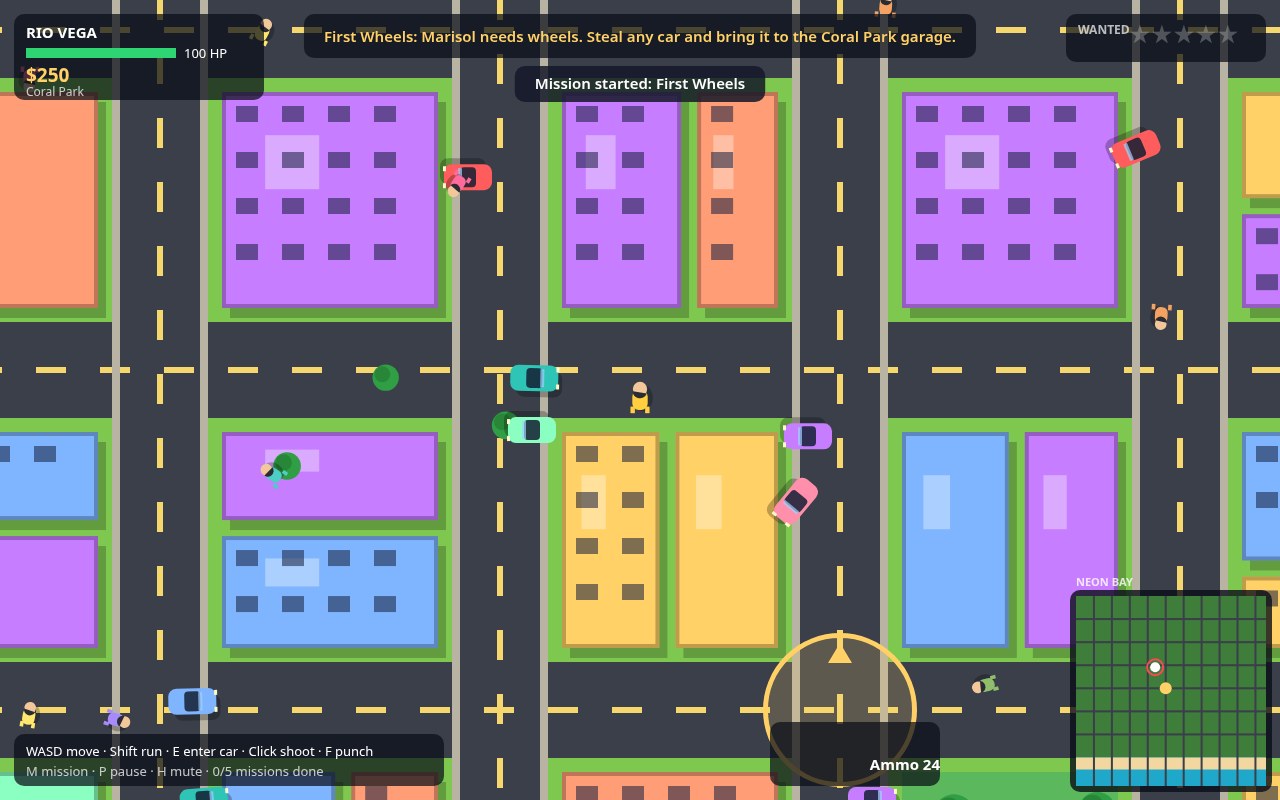 RIO VEGA
100 HP
$250
Coral Park
First Wheels: Marisol needs wheels. Steal any car and bring it to the Coral Park garage.
Mission started: First Wheels
WANTED ★★★★★
NEON BAY
WASD move · Shift run · E enter car · Click shoot · F punch
M mission · P pause · H mute · 0/5 missions done
Ammo 24